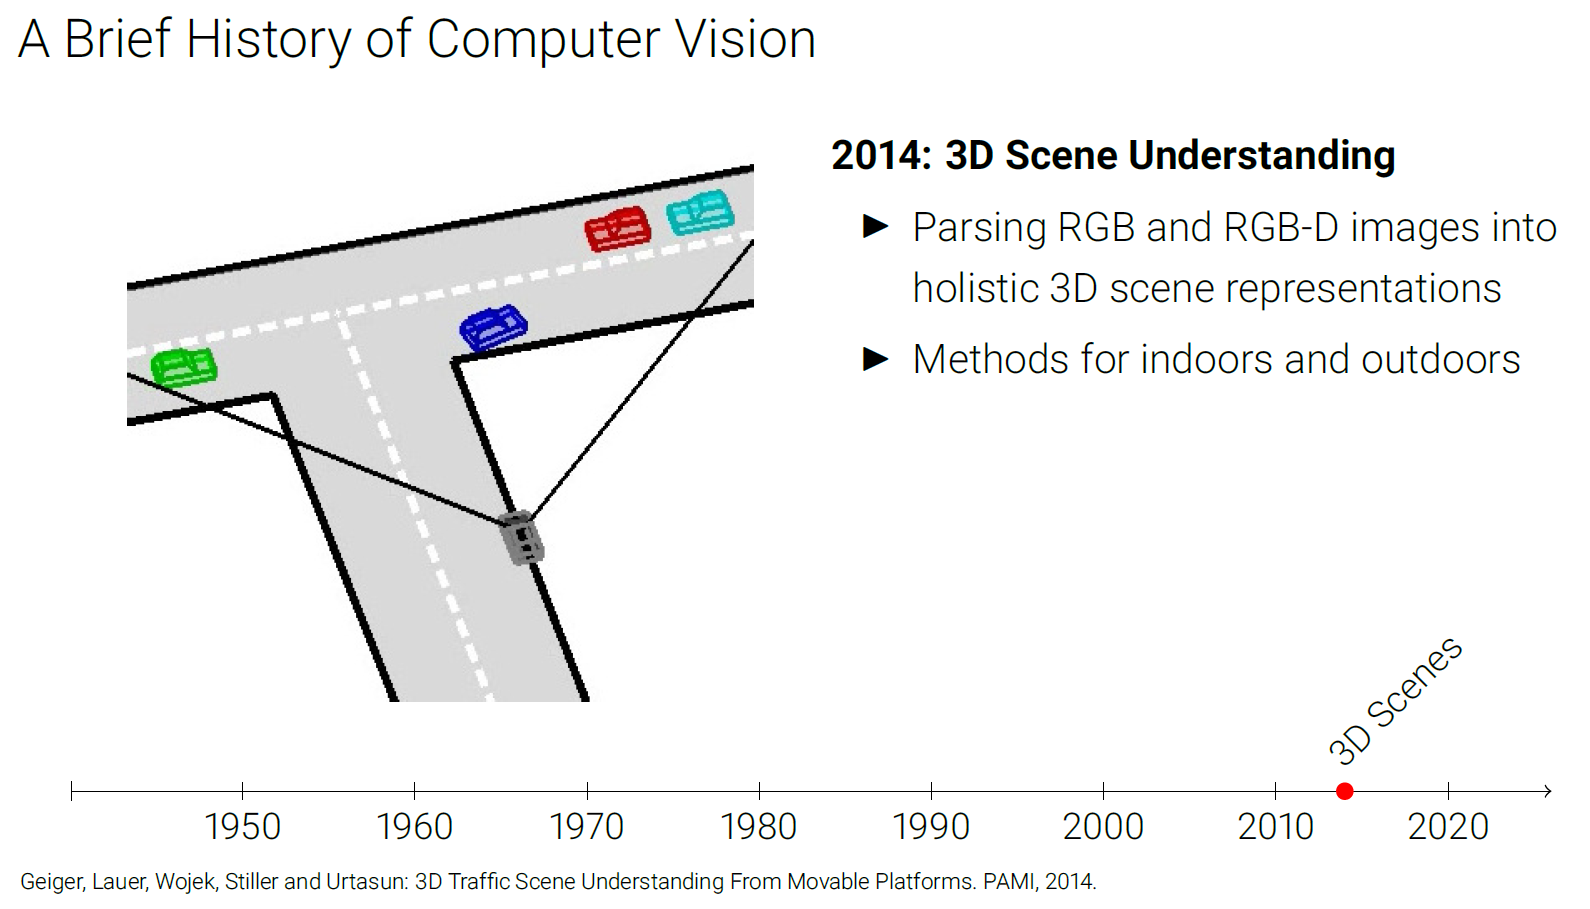 A Brief History of Computer Vision
2014: 3D Scene Understanding
► Parsing RGB and RGB-D images into
holistic 3D scene representations
► Methods for indoors and outdoors
3D Scenes
1950 1960 1970 1980 1990 2000 2010 2020
Geiger, Lauer, Wojek, Stiller and Urtasun: 3D Traffic Scene Understanding From Movable Platforms. PAMI, 2014.